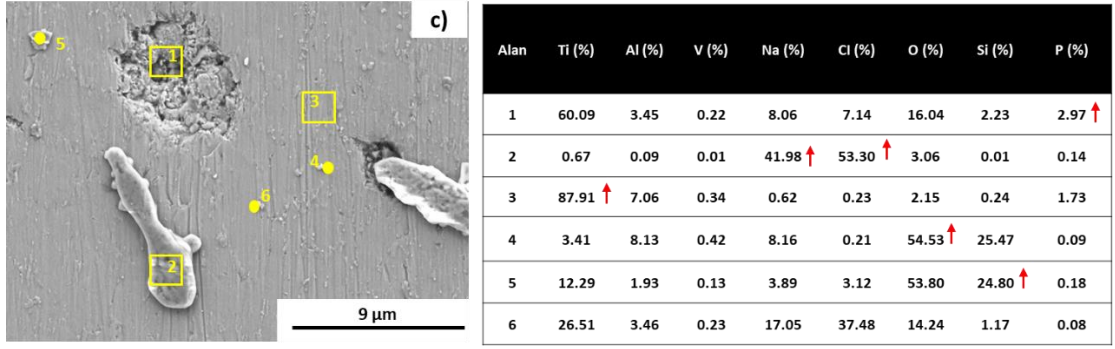 c)
5
1
3
4
6
2
9 µm
Alan Ti (%) Al (%) V (%) Na (%) Cl (%) O (%) Si (%) P (%)
1 60.09 3.45 0.22 8.06 7.14 16.04 2.23 2.97 ↑
2 0.67 0.09 0.01 41.98 ↑ 53.30 ↑ 3.06 0.01 0.14
3 87.91 ↑ 7.06 0.34 0.62 0.23 2.15 0.24 1.73
4 3.41 8.13 0.42 8.16 0.21 54.53 ↑ 25.47 0.09
5 12.29 1.93 0.13 3.89 3.12 53.80 24.80 ↑ 0.18
6 26.51 3.46 0.23 17.05 37.48 14.24 1.17 0.08